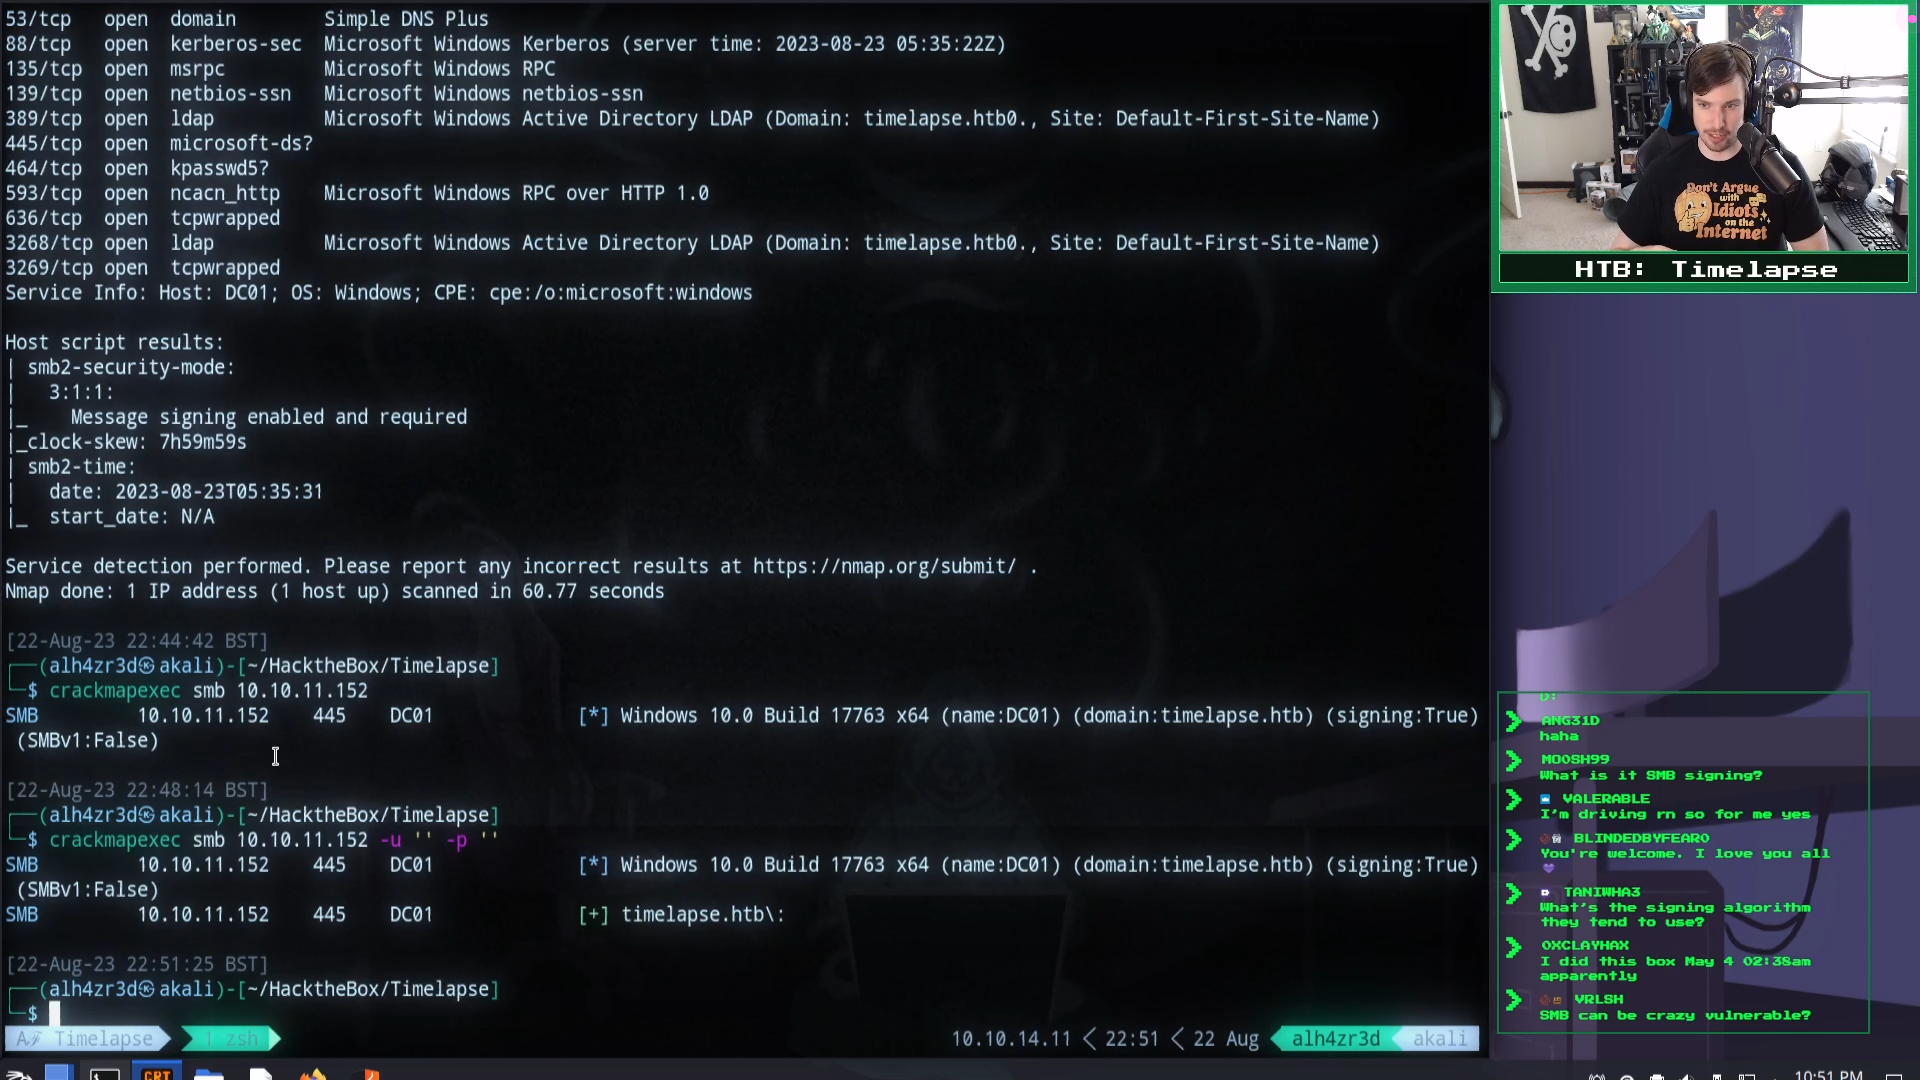 53/tcp open domain Simple DNS Plus
88/tcp open kerberos-sec Microsoft Windows Kerberos (server time: 2023-08-23 05:35:22Z)
135/tcp open msrpc Microsoft Windows RPC
139/tcp open netbios-ssn Microsoft Windows netbios-ssn
389/tcp open ldap Microsoft Windows Active Directory LDAP (Domain: timelapse.htb0., Site: Default-First-Site-Name)
445/tcp open microsoft-ds?
464/tcp open kpasswd5?
593/tcp open ncacn_http Microsoft Windows RPC over HTTP 1.0
636/tcp open tcpwrapped
3268/tcp open ldap Microsoft Windows Active Directory LDAP (Domain: timelapse.htb0., Site: Default-First-Site-Name)
3269/tcp open tcpwrapped
Service Info: Host: DC01; OS: Windows; CPE: cpe:/o:microsoft:windows
Host script results:
| smb2-security-mode:
| 3:1:1:
|_ Message signing enabled and required
|_clock-skew: 7h59m59s
| smb2-time:
| date: 2023-08-23T05:35:31
|_ start_date: N/A
Service detection performed. Please report any incorrect results at https://nmap.org/submit/ .
Nmap done: 1 IP address (1 host up) scanned in 60.77 seconds
[22-Aug-23 22:44:42 BST]
┌──(alh4zr3d㉿akali)-[~/HacktheBox/Timelapse]
└─$ crackmapexec smb 10.10.11.152
SMB 10.10.11.152 445 DC01 [*] Windows 10.0 Build 17763 x64 (name:DC01) (domain:timelapse.htb) (signing:True)
(SMBv1:False)
[22-Aug-23 22:48:14 BST]
┌──(alh4zr3d㉿akali)-[~/HacktheBox/Timelapse]
└─$ crackmapexec smb 10.10.11.152 -u '' -p ''
SMB 10.10.11.152 445 DC01 [*] Windows 10.0 Build 17763 x64 (name:DC01) (domain:timelapse.htb) (signing:True)
(SMBv1:False)
SMB 10.10.11.152 445 DC01 [+] timelapse.htb\:
[22-Aug-23 22:51:25 BST]
┌──(alh4zr3d㉿akali)-[~/HacktheBox/Timelapse]
└─$
Timelapse 1 zsh 10.10.14.11 < 22:51 < 22 Aug alh4zr3d akali
CRT 10:51 PM
Don't Argue
with
Idiots
on the
Internet
HTB: Timelapse
D:
ANG31D
haha
MOOSH99
What is it SMB signing?
VALERABLE
I'm driving rn so for me yes
BLINDEDBYFEAR0
You're welcome. I love you all
💜
TANIWHA3
What's the signing algorithm
they tend to use?
0XCLAYHAX
I did this box May 4 02:38am
apparently
VRLSH
SMB can be crazy vulnerable?